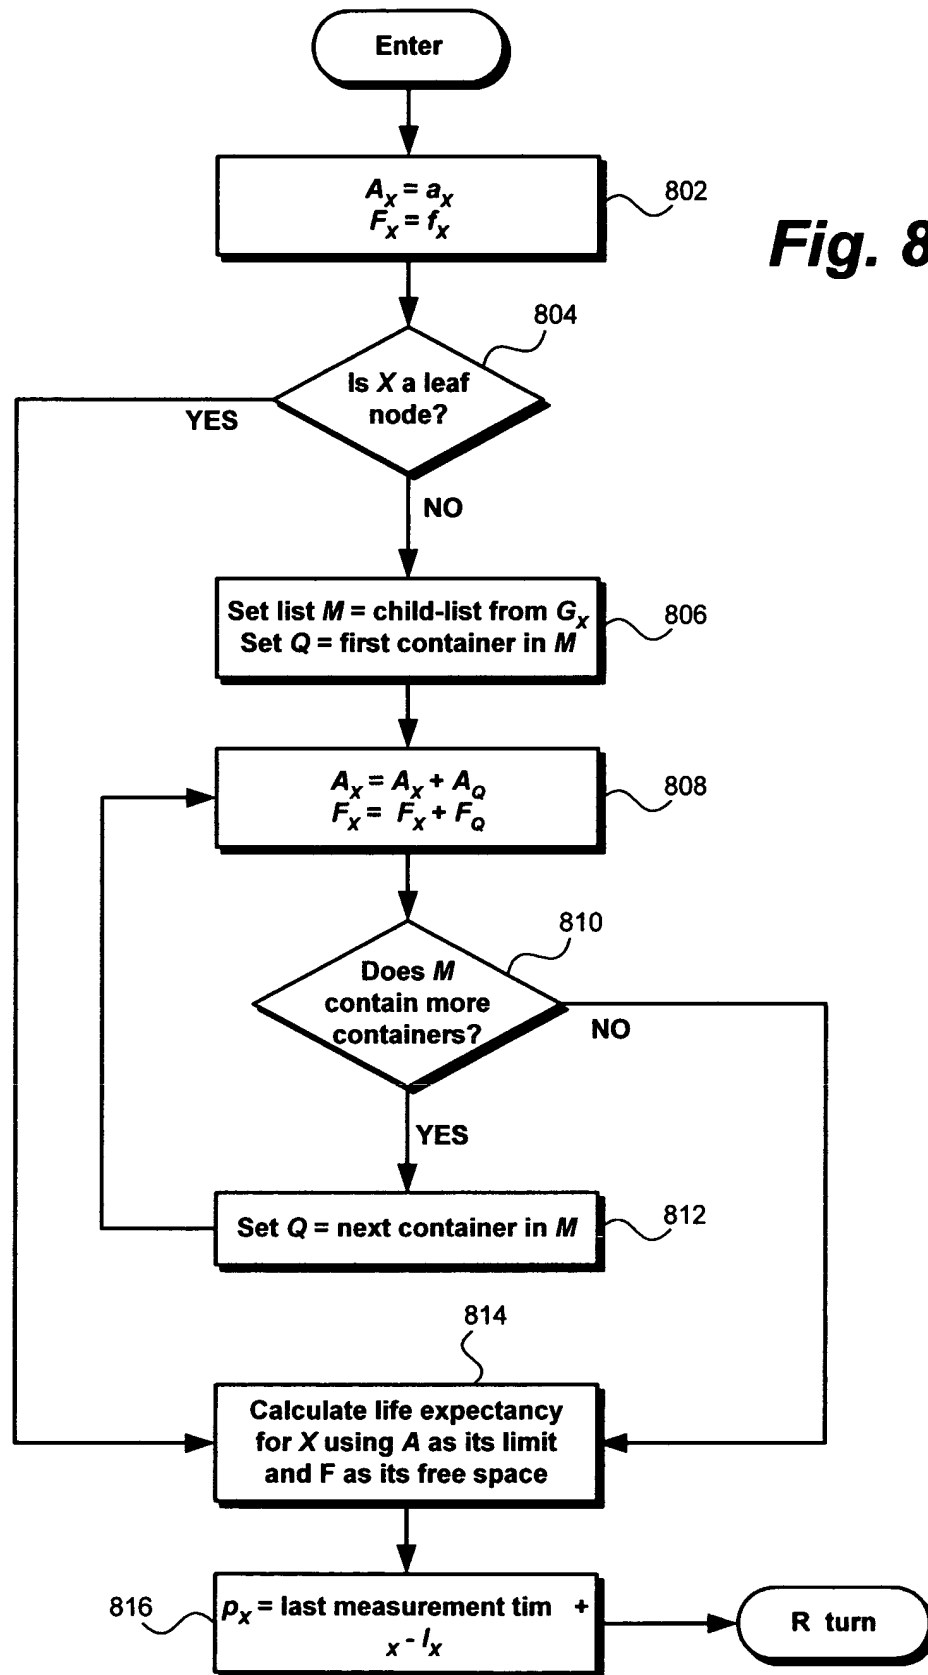 Enter
A_X = a_X
F_X = f_X
802
Fig. 8
804
Is X a leaf
node?
YES
NO
Set list M = child-list from G_X
Set Q = first container in M
806
A_X = A_X + A_Q
F_X = F_X + F_Q
808
810
Does M
contain more
containers?
NO
YES
Set Q = next container in M
812
814
Calculate life expectancy
for X using A as its limit
and F as its free space
816
p_X = last measurement tim +
_X - l_X
R turn